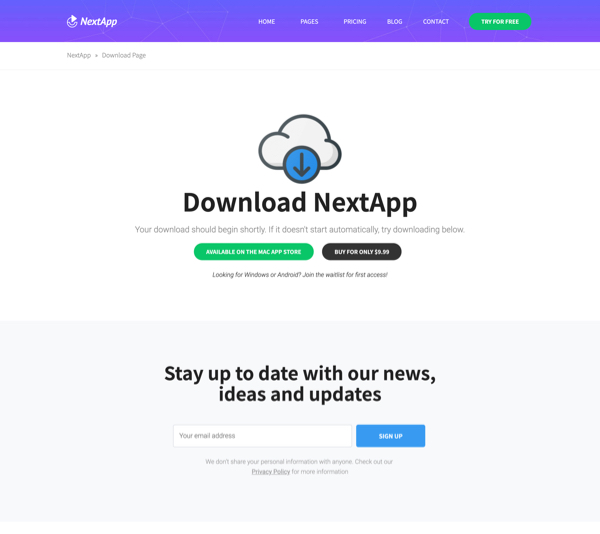 NextApp
HOME PAGES PRICING BLOG CONTACT TRY FOR FREE
NextApp » Download Page
Download NextApp
Your download should begin shortly. If it doesn't start automatically, try downloading below.
AVAILABLE ON THE MAC APP STORE BUY FOR ONLY $9.99
Looking for Windows or Android? Join the waitlist for first access!
Stay up to date with our news,
ideas and updates
Your email address SIGN UP
We don't share your personal information with anyone. Check out our
Privacy Policy for more information